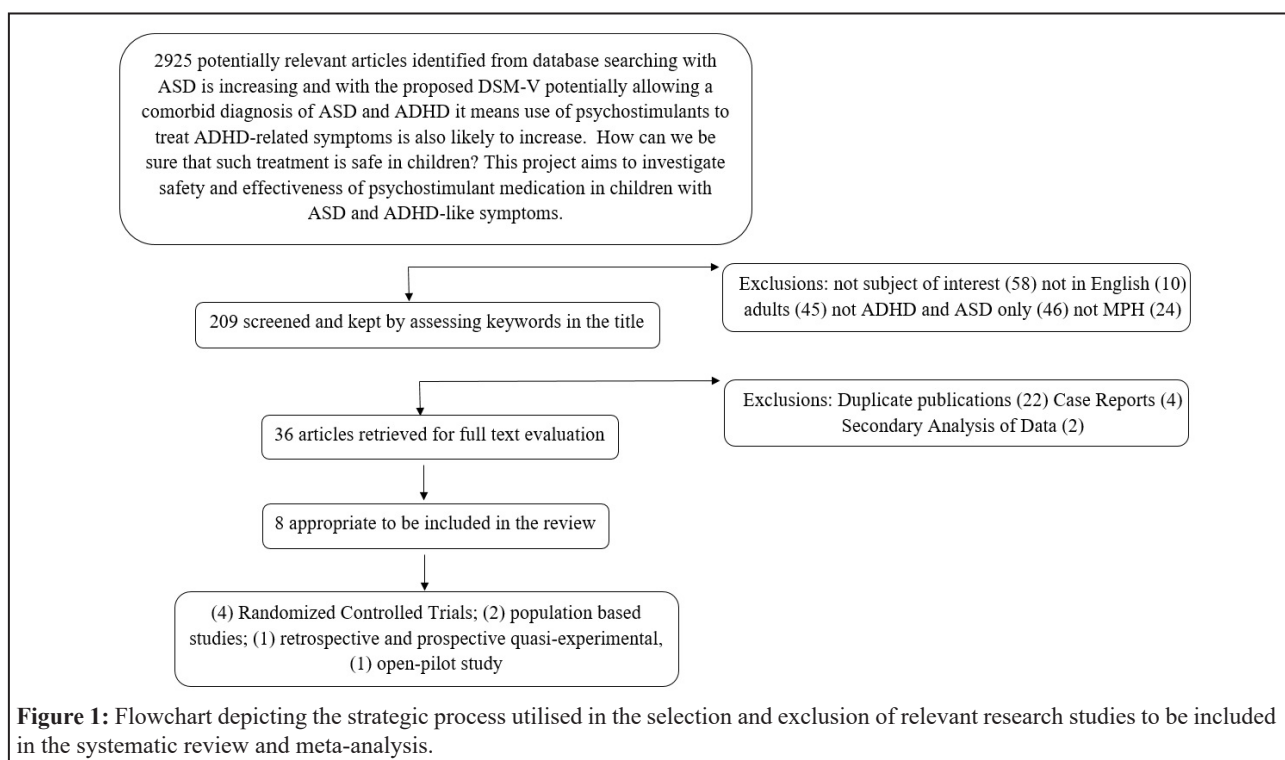 2925 potentially relevant articles identified from database searching with
ASD is increasing and with the proposed DSM-V potentially allowing a
comorbid diagnosis of ASD and ADHD it means use of psychostimulants to
treat ADHD-related symptoms is also likely to increase.  How can we be
sure that such treatment is safe in children? This project aims to investigate
safety and effectiveness of psychostimulant medication in children with
ASD and ADHD-like symptoms.
Exclusions: not subject of interest (58) not in English (10)
adults (45) not ADHD and ASD only (46) not MPH (24)
209 screened and kept by assessing keywords in the title
Exclusions: Duplicate publications (22) Case Reports (4)
Secondary Analysis of Data (2)
36 articles retrieved for full text evaluation
8 appropriate to be included in the review
(4) Randomized Controlled Trials; (2) population based
studies; (1) retrospective and prospective quasi-experimental,
(1) open-pilot study
Figure 1: Flowchart depicting the strategic process utilised in the selection and exclusion of relevant research studies to be included
in the systematic review and meta-analysis.